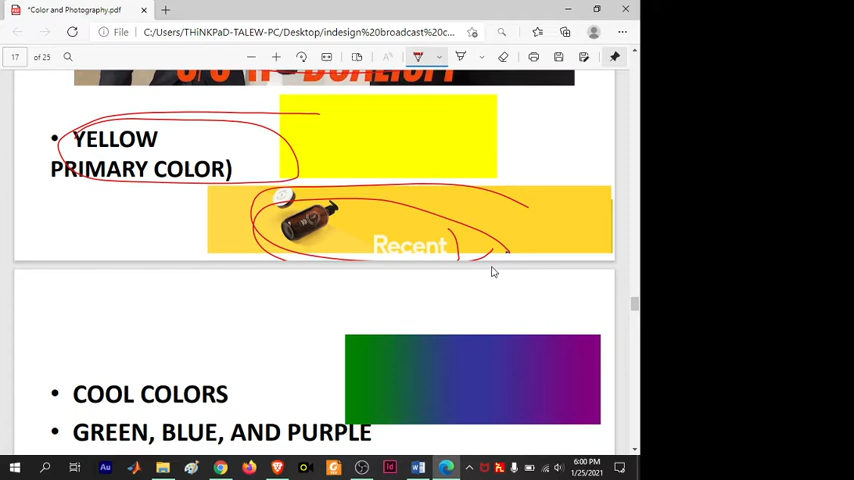 *Color and Photography.pdf
File
C:/Users/THiNKPaD-TALEW-PC/Desktop/indesign%20broadcast%20c...
17
of 25
YELLOW
PRIMARY COLOR)
Recent
• COOL COLORS
• GREEN, BLUE, AND PURPLE
6:00 PM
1/25/2021